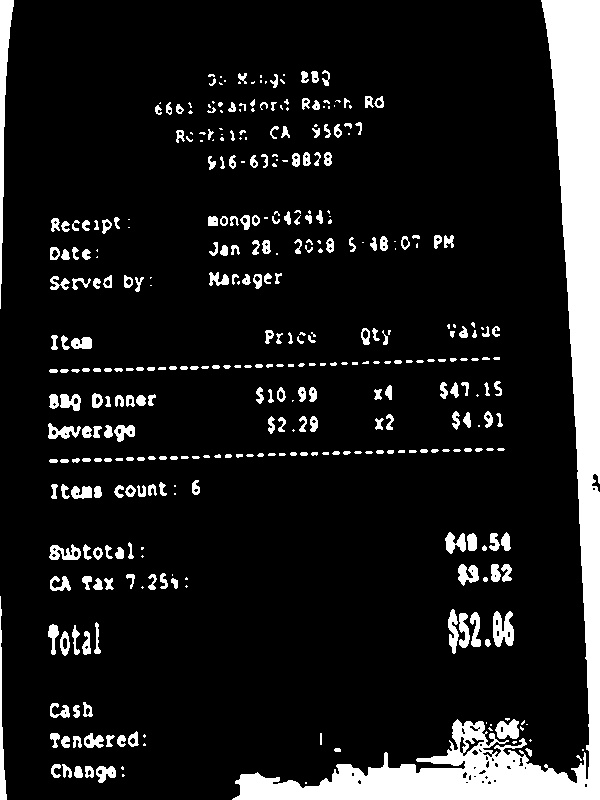 Mongo BBQ
6661 Stanford Ranch Rd
Rocklin CA 95677
916-632-8828
Receipt: mongo-042441
Date: Jan 28, 2018 5:48:07 PM
Served by: Manager
Item Price Qty Value
BBQ Dinner $10.99 x4 $47.15
beverage $2.29 x2 $4.91
Items count: 6
Subtotal: $48.54
CA Tax 7.25%: $3.52
Total $52.06
Cash
Tendered:
Change: